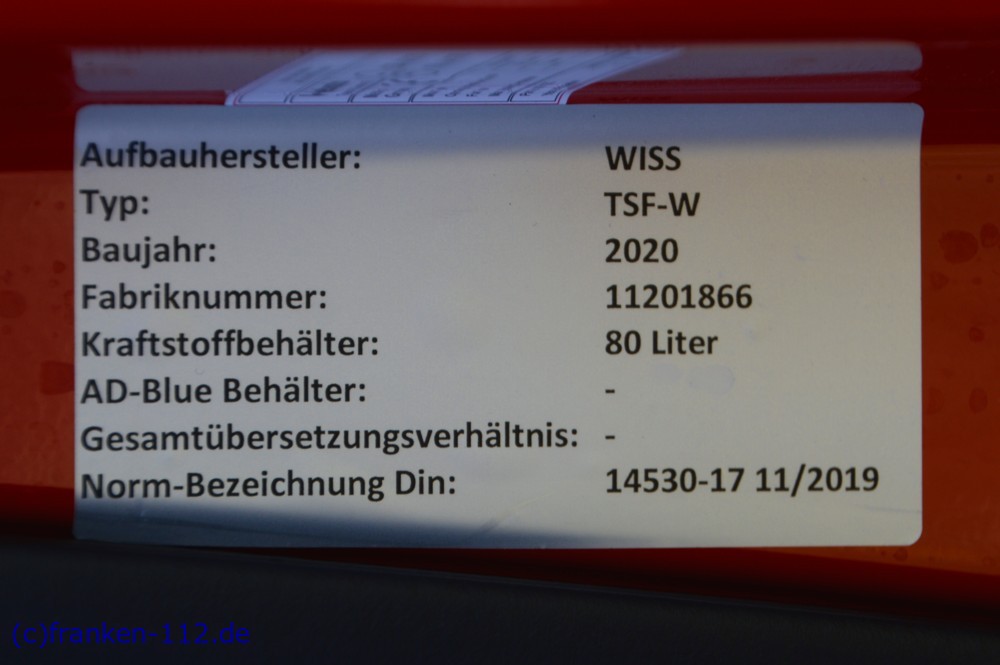 Aufbauhersteller: WISS
Typ: TSF-W
Baujahr: 2020
Fabriknummer: 11201866
Kraftstoffbehälter: 80 Liter
AD-Blue Behälter: -
Gesamtübersetzungsverhältnis: -
Norm-Bezeichnung Din: 14530-17 11/2019
(c)franken-112.de